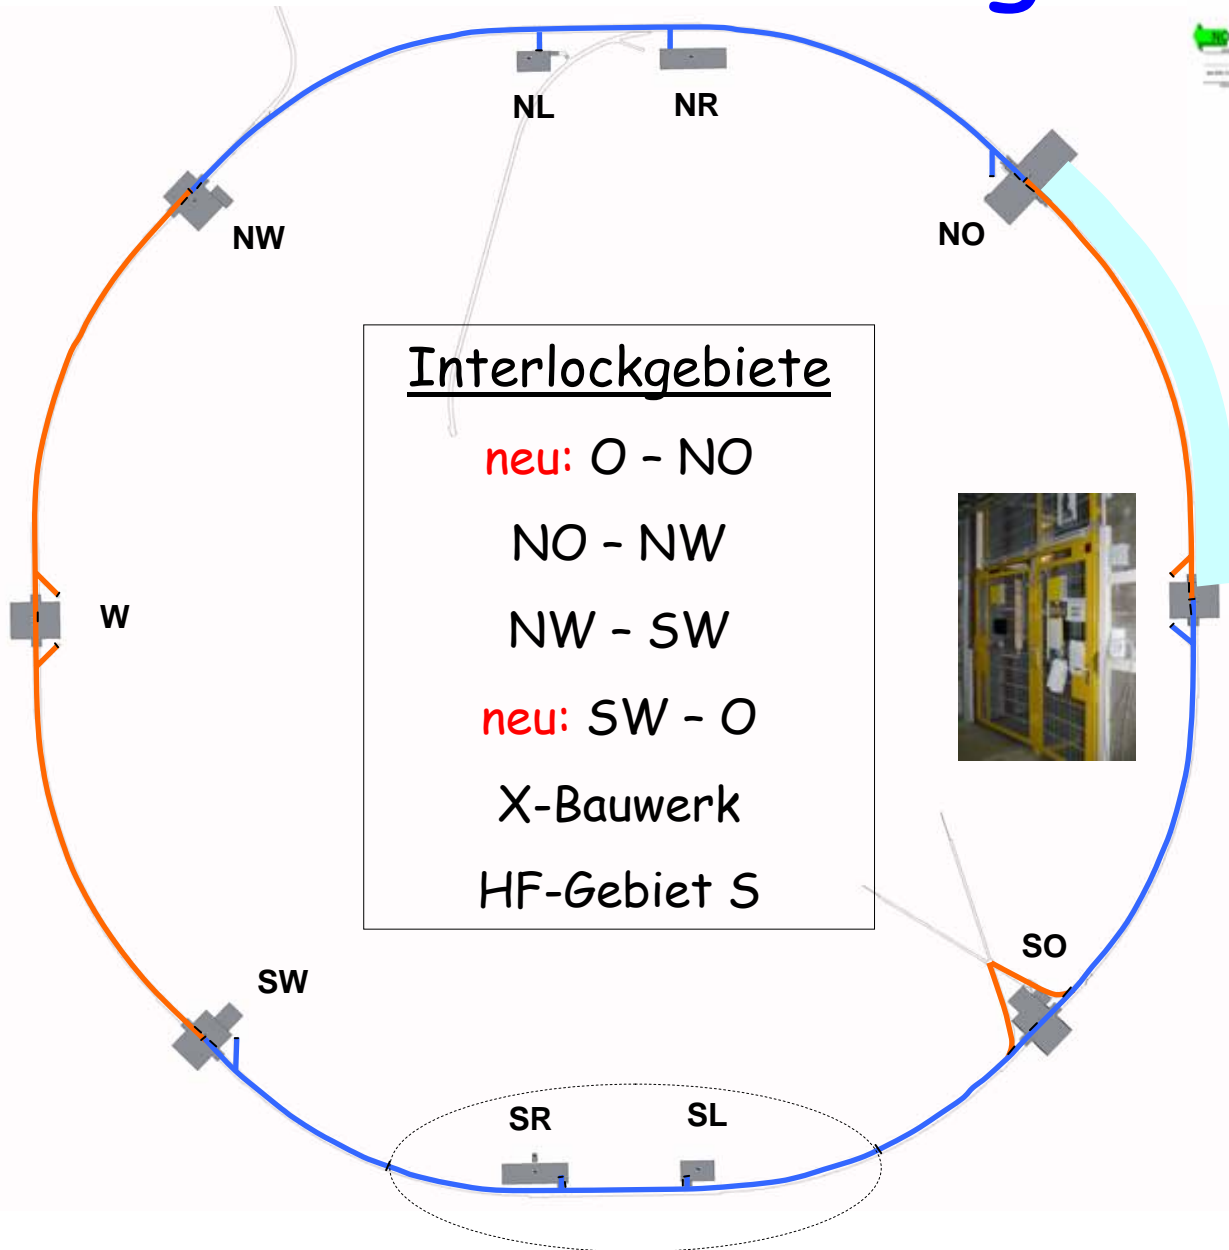 NL
NR
NW
NO
Interlockgebiete
neu: O – NO
NO – NW
NW – SW
neu: SW – O
X-Bauwerk
HF-Gebiet S
W
SO
SW
SR
SL